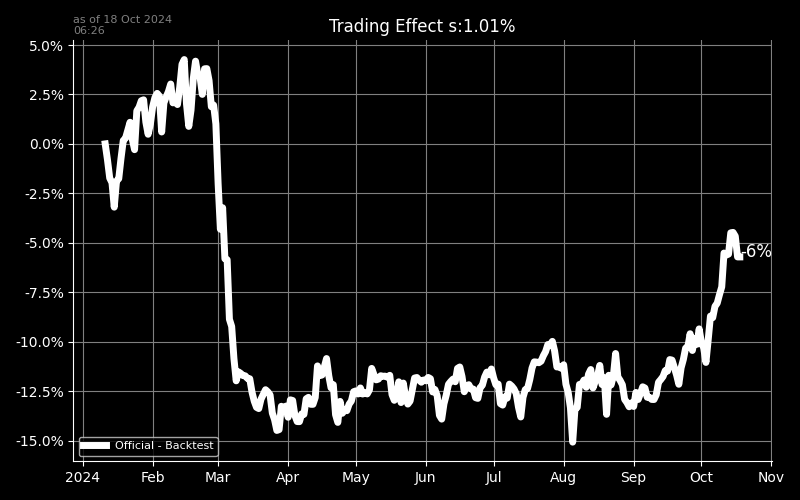 as of 18 Oct 2024
06:26
Trading Effect s:1.01%
5.0%
2.5%
0.0%
-2.5%
-5.0%
-7.5%
-10.0%
-12.5%
-15.0%
-6%
Official - Backtest
2024 Feb Mar Apr May Jun Jul Aug Sep Oct Nov